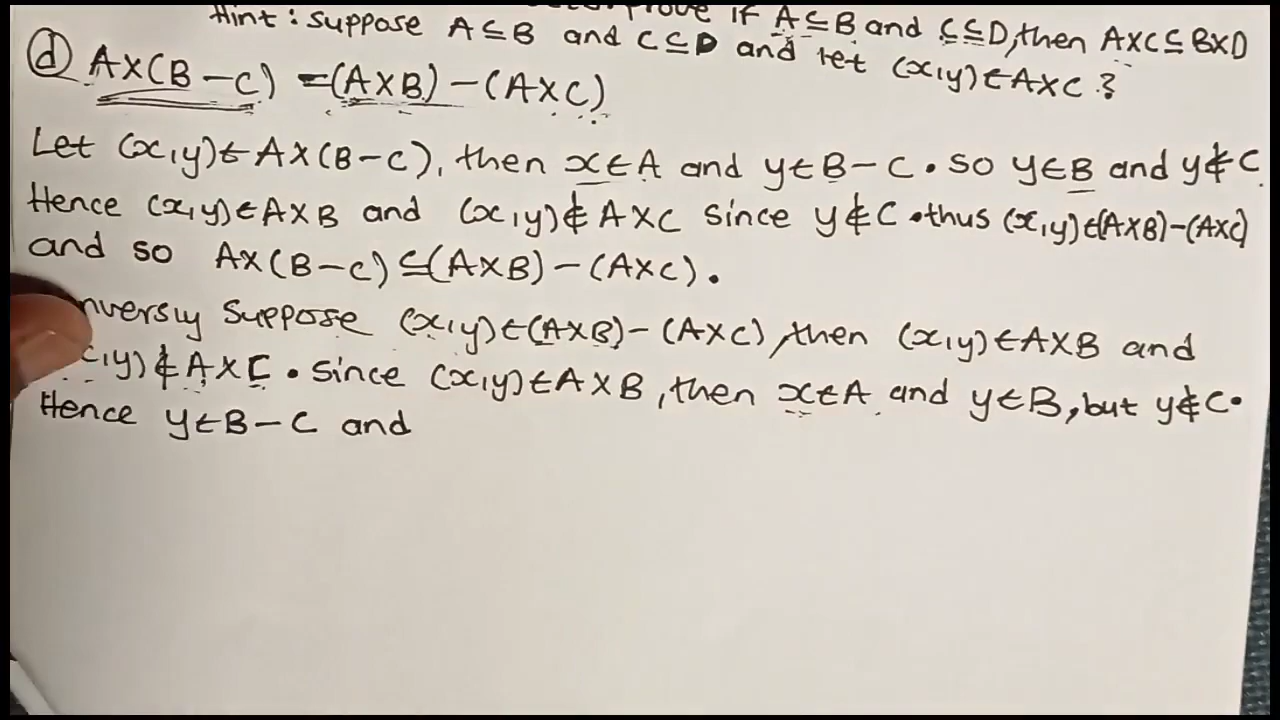 Hint: Suppose A⊆B and C⊆D and tet (x,y)∈A×C?
prove if A⊆B and C⊆D, then A×C⊆B×D
(d) A×(B-C) =(A×B)-(A×C)
Let (x,y)∈A×(B-C), then x∈A and y∈B-C. so y∈B and y∉C.
Hence (x,y)∈A×B and (x,y)∉A×C since y∉C. thus (x,y)∈(A×B)-(A×C)
and so A×(B-C)⊆(A×B)-(A×C).
nversly suppose (x,y)∈(A×B)-(A×C), then (x,y)∈A×B and
,y)∉A×C. since (x,y)∈A×B, then x∈A and y∈B, but y∉C.
Hence y∈B-C and